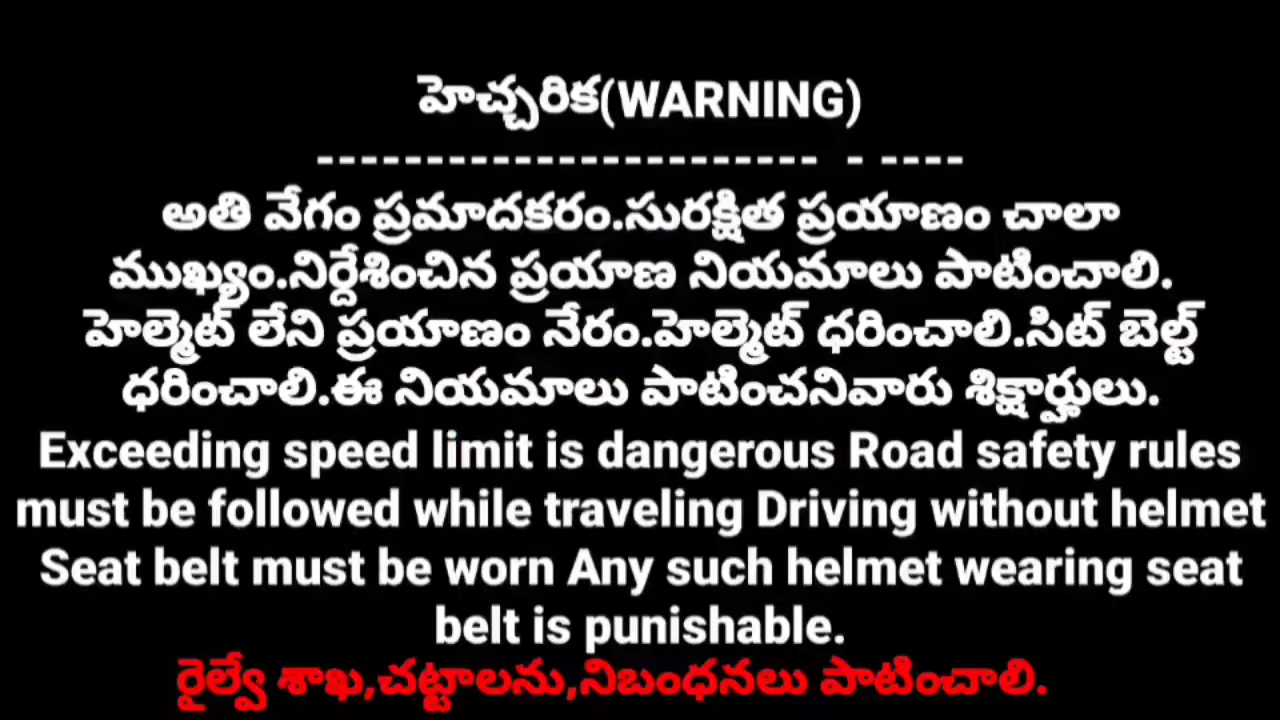 హెచ్చరిక(WARNING)
----------------------- - ----
అతి వేగం ప్రమాదకరం.సురక్షిత ప్రయాణం చాలా
ముఖ్యం.నిర్దేశించిన ప్రయాణ నియమాలు పాటించాలి.
హెల్మెట్ లేని ప్రయాణం నేరం.హెల్మెట్ ధరించాలి.సిట్ బెల్ట్
ధరించాలి.ఈ నియమాలు పాటించనివారు శిక్షార్హులు.
Exceeding speed limit is dangerous Road safety rules
must be followed while traveling Driving without helmet
Seat belt must be worn Any such helmet wearing seat
belt is punishable.
రైల్వే శాఖ,చట్టాలను,నిబంధనలు పాటించాలి.